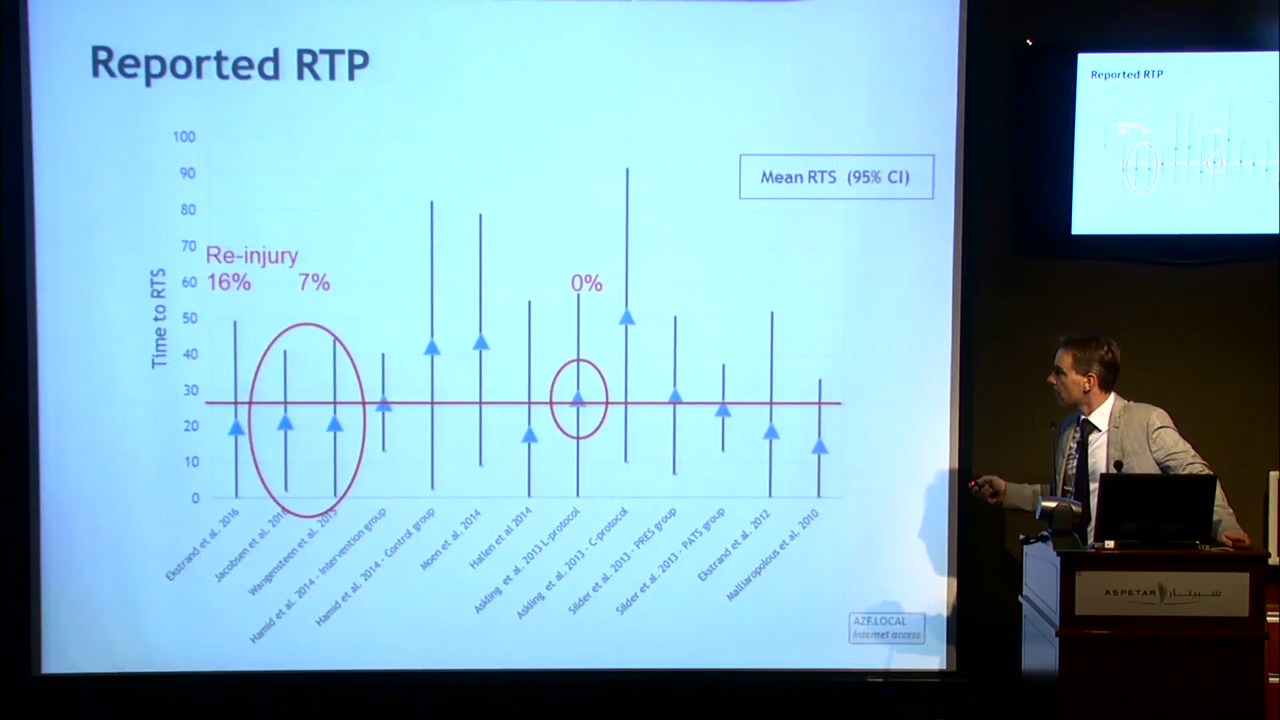 Reported RTP
100
90
80
70
60
50
40
30
20
10
0
Time to RTS
Mean RTS (95% CI)
Re-injury
16%
7%
0%
Ekstrand et al. 2016
Jacobsen et al.
Wangensteen et al. 2015
Hamid et al. 2014 - Intervention group
Hamid et al. 2014 - Control group
Moen et al. 2014
Hallen et al 2014
Askling et al. 2013 L-protocol
Askling et al. 2013 - C-protocol
Silder et al. 2013 - PRES group
Silder et al. 2013 - PATS group
Ekstrand et al. 2012
Malliaropolous et al. 2010
AZF.LOCAL
Internet access
Reported RTP
ASPETAR سبيتار